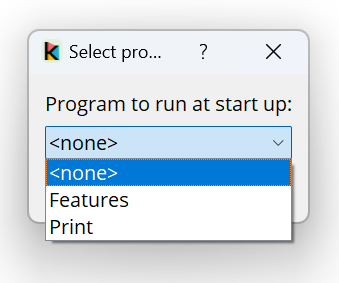 Select pro... ?
Program to run at start up:
<none>
<none>
Features
Print